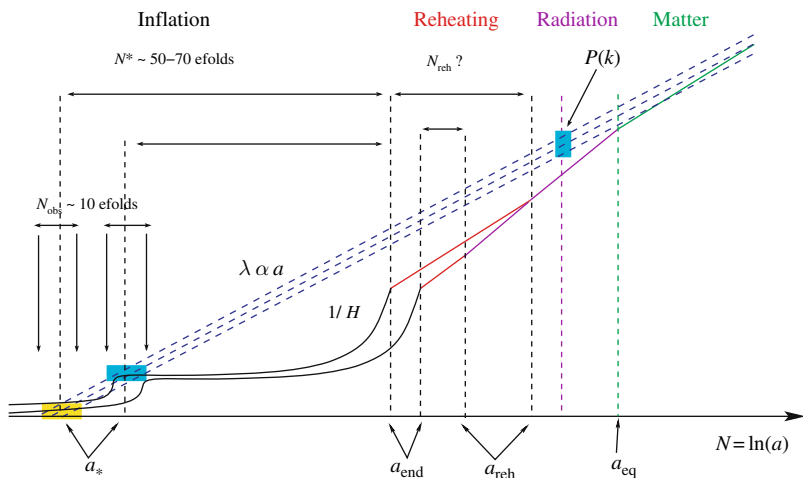 Inflation
Reheating
Radiation
Matter
N* ~ 50–70 efolds
N_reh ?
P(k)
N_obs ~ 10 efolds
λ α a
1/ H
a_*
a_end
a_reh
a_eq
N = ln(a)